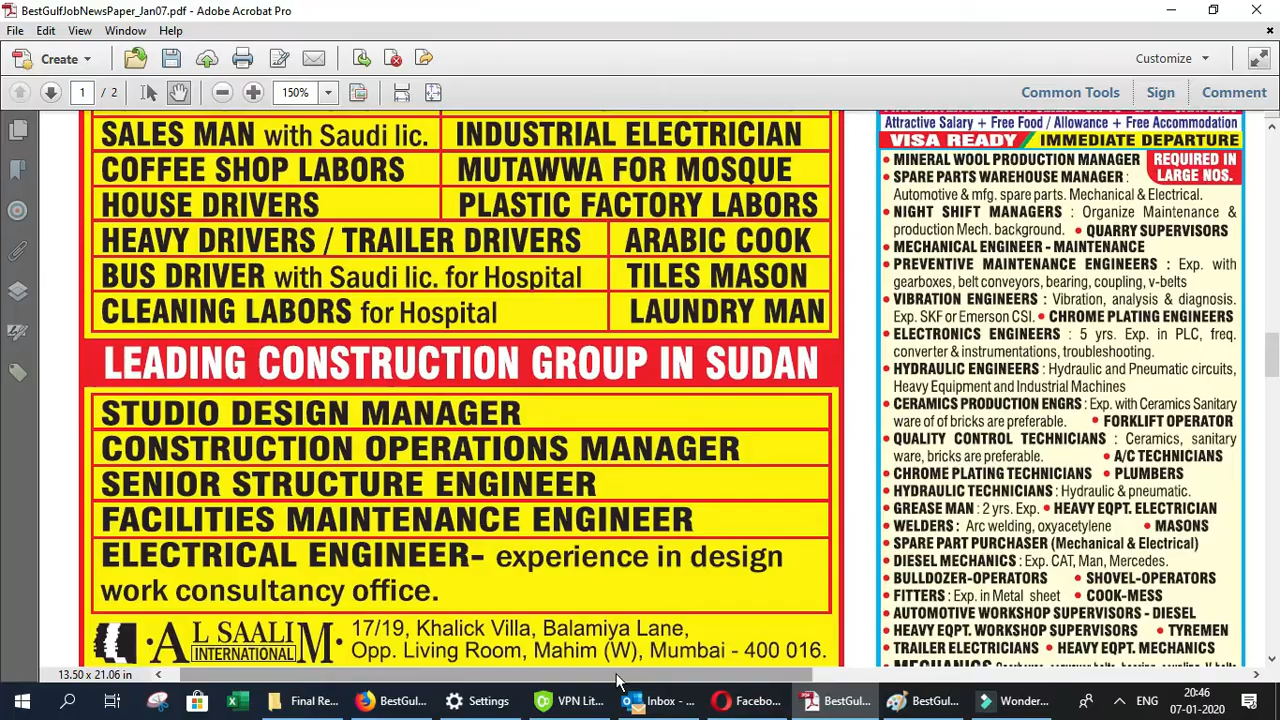 BestGulfJobNewsPaper_Jan07.pdf - Adobe Acrobat Pro
File Edit View Window Help
Create
Customize
1 / 2
150%
Common Tools
Sign
Comment
SALES MAN with Saudi lic.
INDUSTRIAL ELECTRICIAN
COFFEE SHOP LABORS
MUTAWWA FOR MOSQUE
HOUSE DRIVERS
PLASTIC FACTORY LABORS
HEAVY DRIVERS / TRAILER DRIVERS
ARABIC COOK
BUS DRIVER with Saudi lic. for Hospital
TILES MASON
CLEANING LABORS for Hospital
LAUNDRY MAN
LEADING CONSTRUCTION GROUP IN SUDAN
STUDIO DESIGN MANAGER
CONSTRUCTION OPERATIONS MANAGER
SENIOR STRUCTURE ENGINEER
FACILITIES MAINTENANCE ENGINEER
ELECTRICAL ENGINEER- experience in design
work consultancy office.
AL SAALIM
INTERNATIONAL
17/19, Khalick Villa, Balamiya Lane,
Opp. Living Room, Mahim (W), Mumbai - 400 016.
Attractive Salary + Free Food / Allowance + Free Accommodation
VISA READY IMMEDIATE DEPARTURE
• MINERAL WOOL PRODUCTION MANAGER
REQUIRED IN
LARGE NOS.
• SPARE PARTS WAREHOUSE MANAGER :
Automotive & mfg. spare parts. Mechanical & Electrical.
• NIGHT SHIFT MANAGERS : Organize Maintenance &
production Mech. background. • QUARRY SUPERVISORS
• MECHANICAL ENGINEER - MAINTENANCE
• PREVENTIVE MAINTENANCE ENGINEERS : Exp. with
gearboxes, belt conveyors, bearing, coupling, v-belts
• VIBRATION ENGINEERS : Vibration, analysis & diagnosis.
Exp. SKF or Emerson CSI. • CHROME PLATING ENGINEERS
• ELECTRONICS ENGINEERS : 5 yrs. Exp. in PLC, freq.
converter & instrumentations, troubleshooting.
• HYDRAULIC ENGINEERS : Hydraulic and Pneumatic circuits,
Heavy Equipment and Industrial Machines
• CERAMICS PRODUCTION ENGRS : Exp. with Ceramics Sanitary
ware of of bricks are preferable. • FORKLIFT OPERATOR
• QUALITY CONTROL TECHNICIANS : Ceramics, sanitary
ware, bricks are preferable. • A/C TECHNICIANS
• CHROME PLATING TECHNICIANS • PLUMBERS
• HYDRAULIC TECHNICIANS : Hydraulic & pneumatic.
• GREASE MAN : 2 yrs. Exp. • HEAVY EQPT. ELECTRICIAN
• WELDERS : Arc welding, oxyacetylene • MASONS
• SPARE PART PURCHASER (Mechanical & Electrical)
• DIESEL MECHANICS : Exp. CAT, Man, Mercedes.
• BULLDOZER-OPERATORS • SHOVEL-OPERATORS
• FITTERS : Exp. in Metal sheet • COOK-MESS
• AUTOMOTIVE WORKSHOP SUPERVISORS - DIESEL
• HEAVY EQPT. WORKSHOP SUPERVISORS • TYREMEN
• TRAILER ELECTRICIANS • HEAVY EQPT. MECHANICS
13.50 x 21.06 in
Final Re...
BestGul...
Settings
VPN Lit...
Inbox - ...
Facebo...
BestGul...
BestGul...
Wonder...
ENG
20:46
07-01-2020